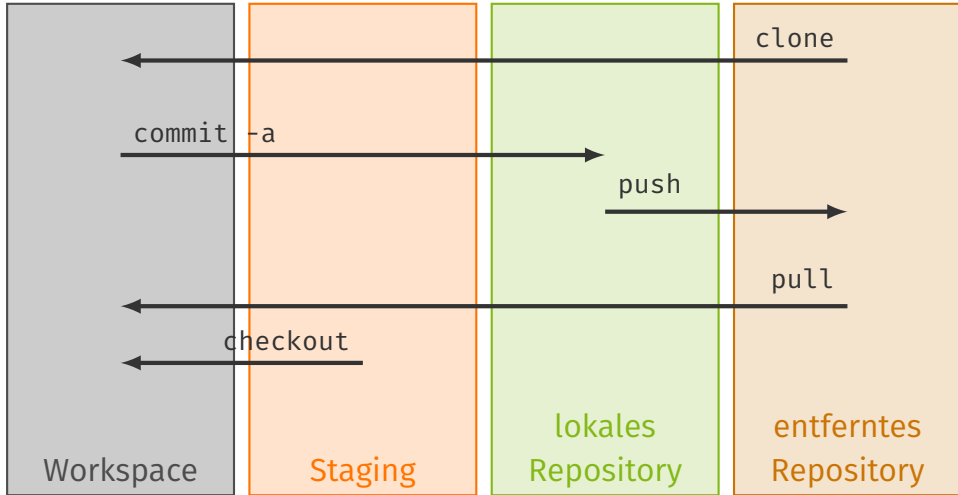 clone
commit -a
push
pull
checkout
Workspace
Staging
lokales
Repository
entferntes
Repository